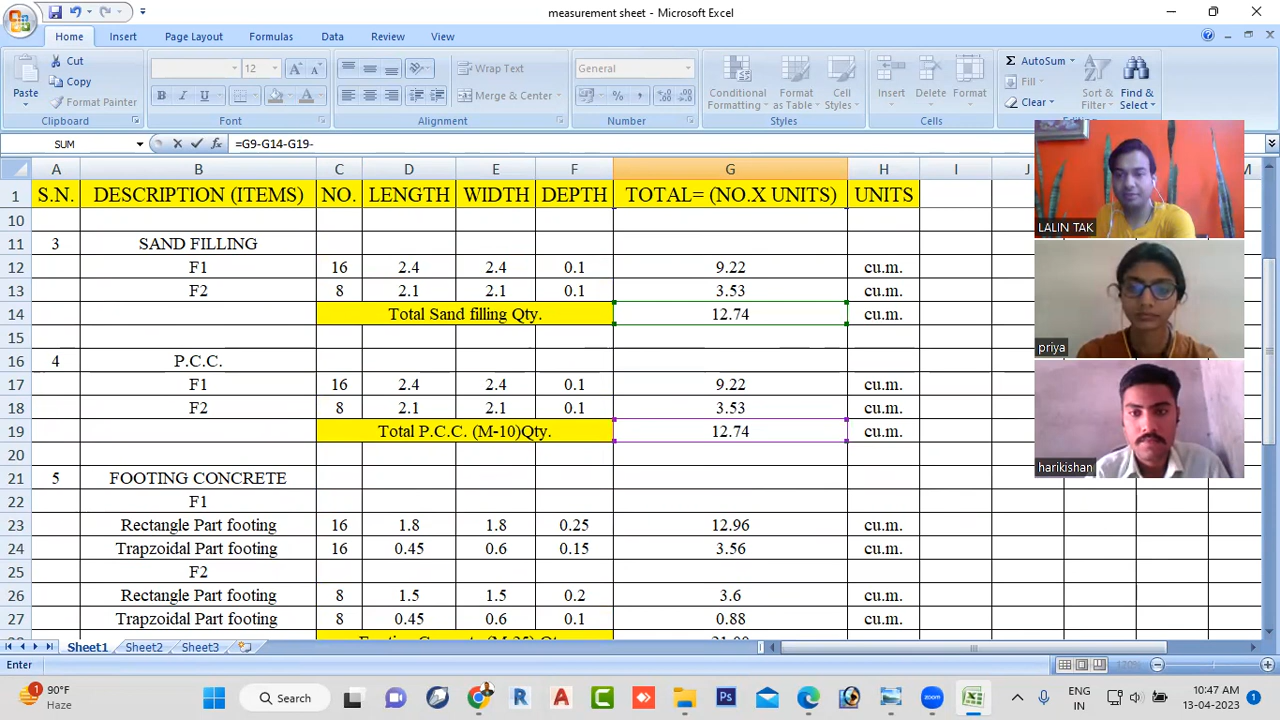 measurement sheet - Microsoft Excel
Home Insert Page Layout Formulas Data Review View
Paste Cut Copy Format Painter Clipboard
12 B I U Font
Wrap Text Merge & Center Alignment
General % , Number
Conditional Formatting Format as Table Cell Styles Styles
Insert Delete Format Cells
Σ AutoSum Fill Clear Sort & Filter Find & Select
SUM =G9-G14-G19-
A B C D E F G H I J M
1 S.N. DESCRIPTION (ITEMS) NO. LENGTH WIDTH DEPTH TOTAL= (NO.X UNITS) UNITS
10
11 3 SAND FILLING
12 F1 16 2.4 2.4 0.1 9.22 cu.m.
13 F2 8 2.1 2.1 0.1 3.53 cu.m.
14 Total Sand filling Qty. 12.74 cu.m.
15
16 4 P.C.C.
17 F1 16 2.4 2.4 0.1 9.22 cu.m.
18 F2 8 2.1 2.1 0.1 3.53 cu.m.
19 Total P.C.C. (M-10)Qty. 12.74 cu.m.
20
21 5 FOOTING CONCRETE
22 F1
23 Rectangle Part footing 16 1.8 1.8 0.25 12.96 cu.m.
24 Trapzoidal Part footing 16 0.45 0.6 0.15 3.56 cu.m.
25 F2
26 Rectangle Part footing 8 1.5 1.5 0.2 3.6 cu.m.
27 Trapzoidal Part footing 8 0.45 0.6 0.1 0.88 cu.m.
LALIN TAK
priya
harikishan
Sheet1 Sheet2 Sheet3
Enter 120%
1 90°F Haze
Search
ENG IN
10:47 AM
13-04-2023